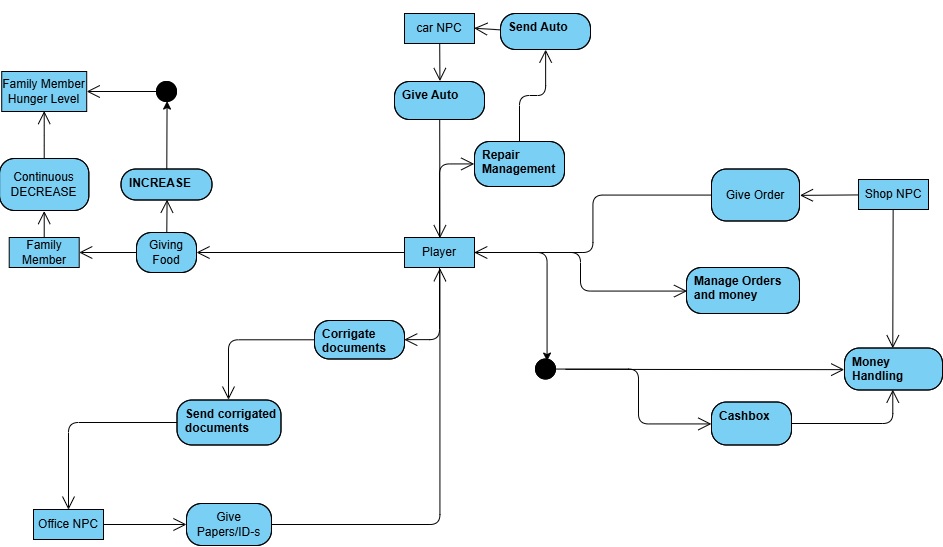 car NPC
Send Auto
Family Member
Hunger Level
Give Auto
Repair
Management
Continuous
DECREASE
INCREASE
Give Order
Shop NPC
Family
Member
Giving
Food
Player
Manage Orders
and money
Corrigate
documents
Money
Handling
Send corrigated
documents
Cashbox
Office NPC
Give
Papers/ID-s